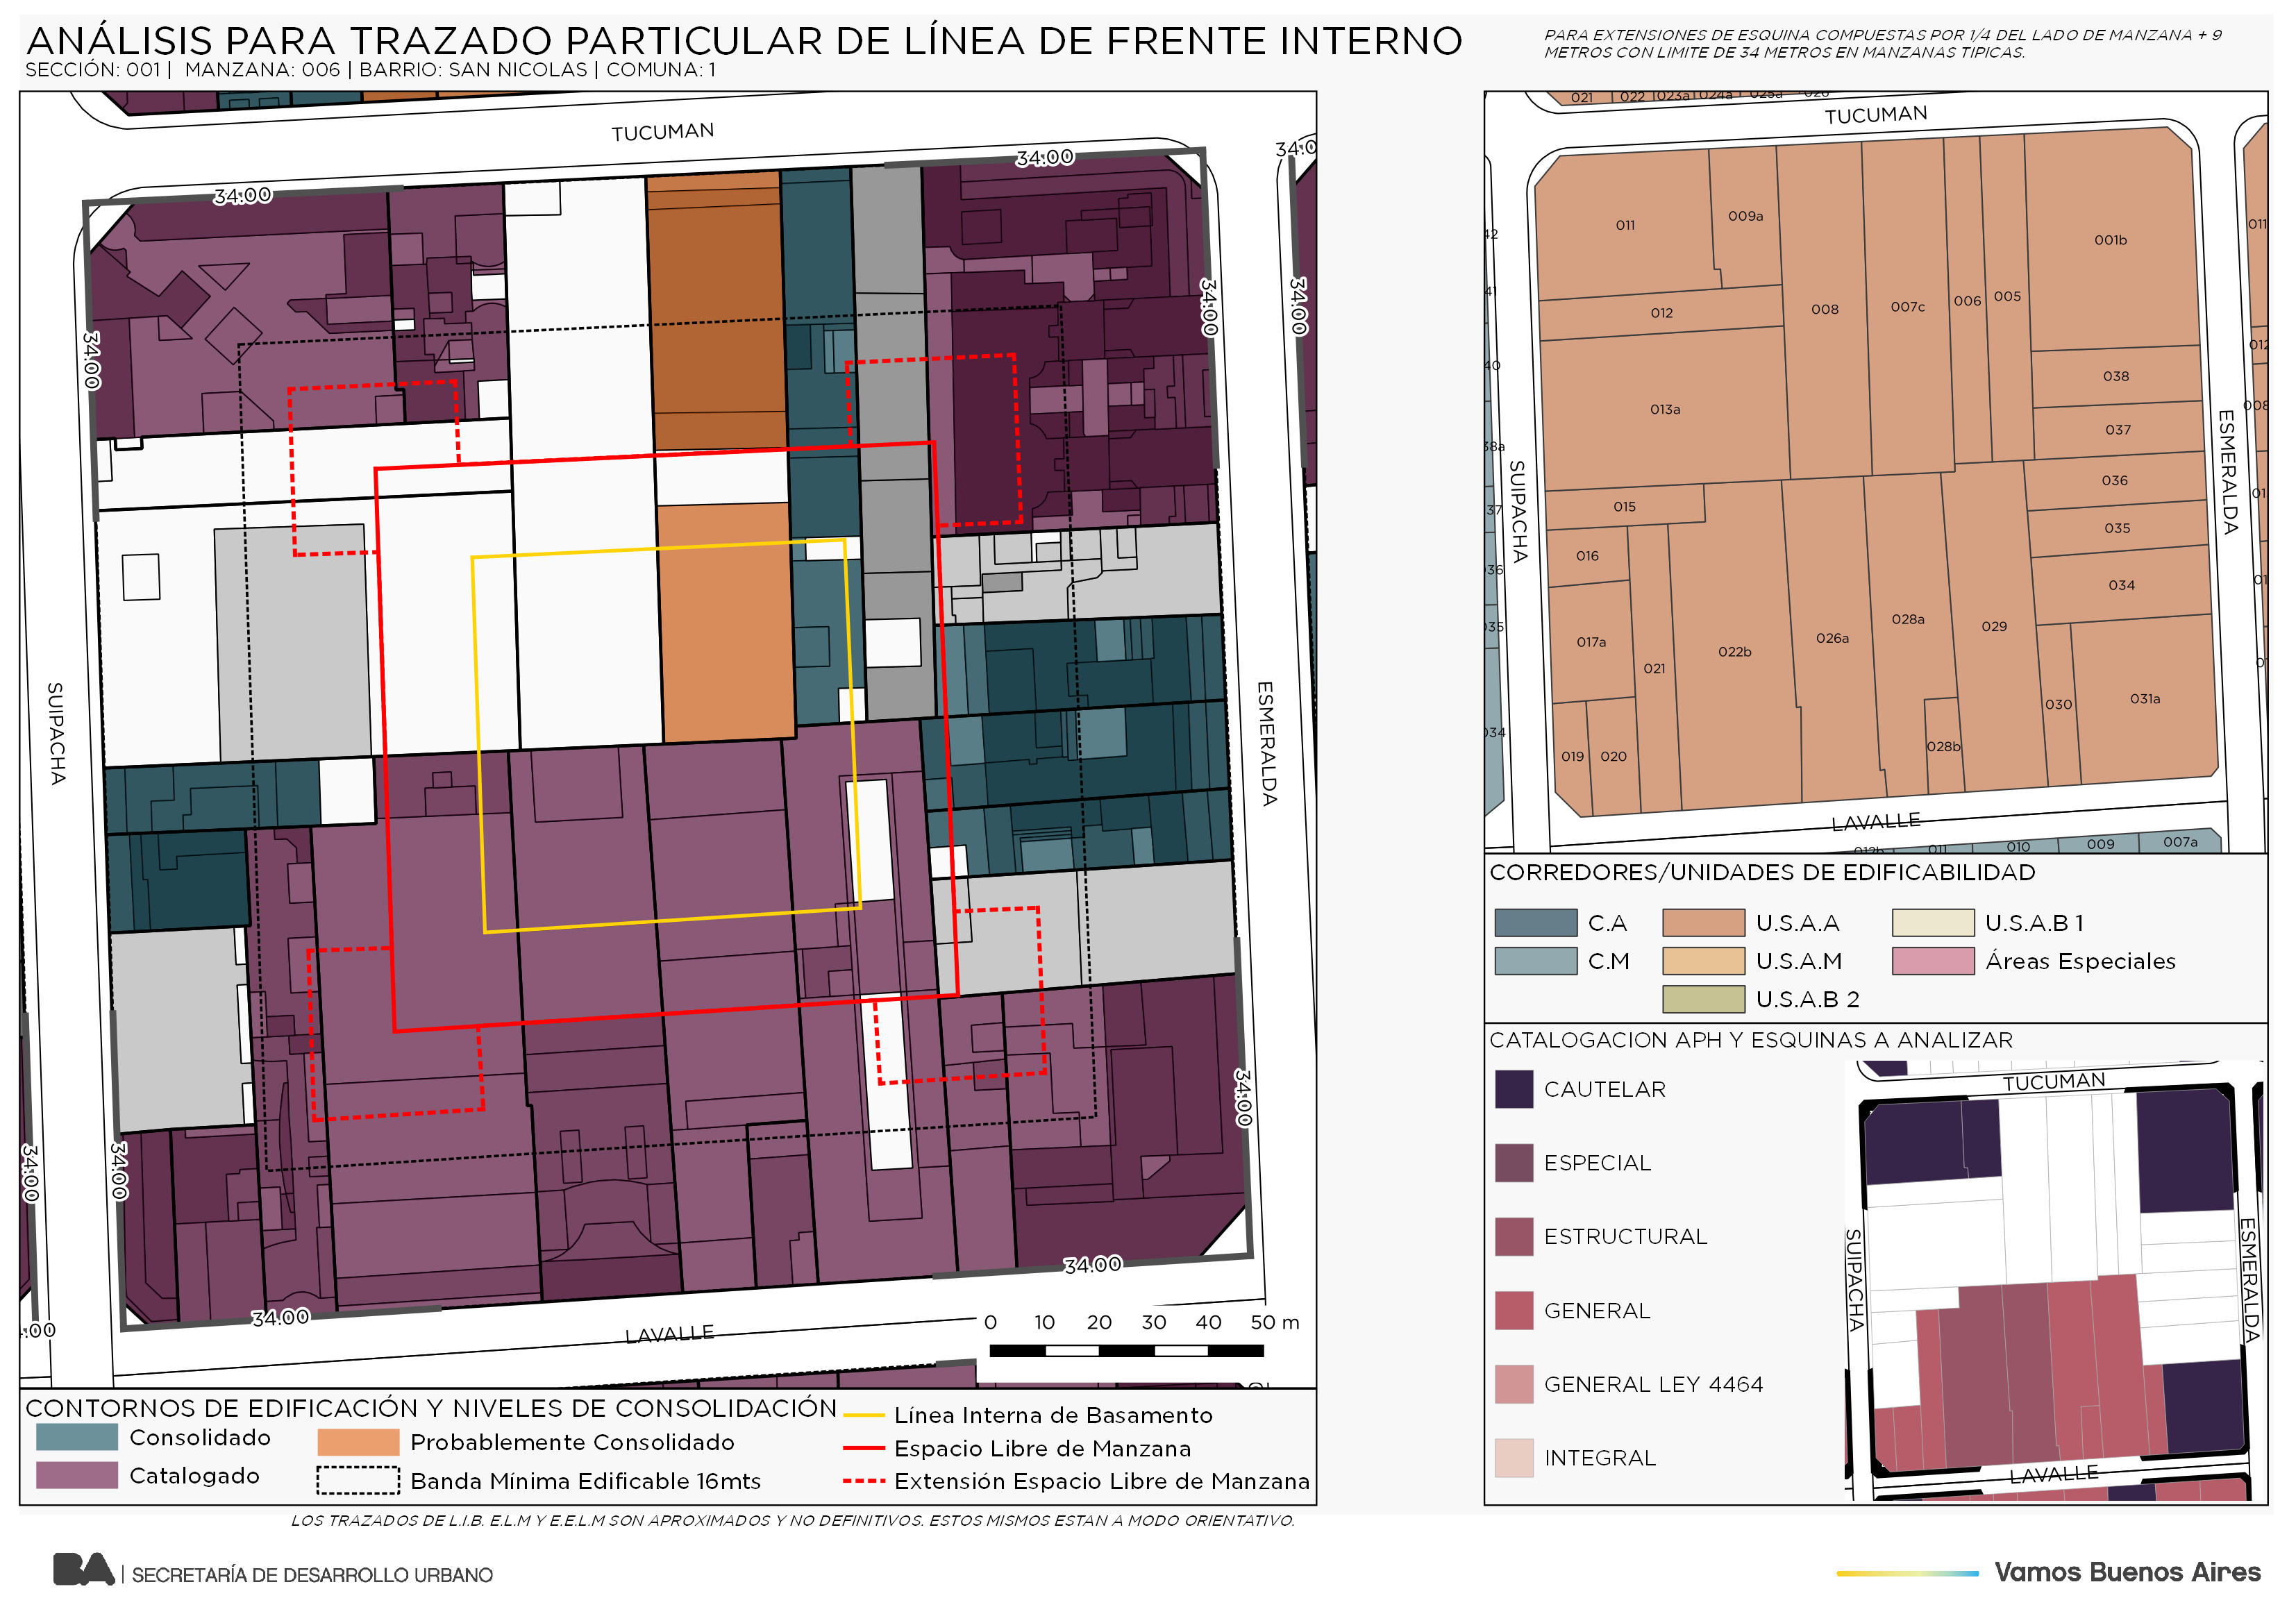 ANÁLISIS PARA TRAZADO PARTICULAR DE LÍNEA DE FRENTE INTERNO
SECCIÓN: 001 | MANZANA: 006 | BARRIO: SAN NICOLAS | COMUNA: 1
PARA EXTENSIONES DE ESQUINA COMPUESTAS POR 1/4 DEL LADO DE MANZANA + 9
METROS CON LIMITE DE 34 METROS EN MANZANAS TIPICAS.
TUCUMAN
34.00
34.00
34.00
34.00
34.00
SUIPACHA
ESMERALDA
34.00
34.00
34.00
34.00
34.00
LAVALLE
0 10 20 30 40 50 m
CONTORNOS DE EDIFICACIÓN Y NIVELES DE CONSOLIDACIÓN
Consolidado
Catalogado
Probablemente Consolidado
Banda Mínima Edificable 16mts
Línea Interna de Basamento
Espacio Libre de Manzana
Extensión Espacio Libre de Manzana
LOS TRAZADOS DE L.I.B. E.L.M Y E.E.L.M SON APROXIMADOS Y NO DEFINITIVOS. ESTOS MISMOS ESTAN A MODO ORIENTATIVO.
021 022 023a 024a 025a 026
TUCUMAN
011 009a 001b
012 008 007c 006 005
013a 038
037
036
015 035
016 034
017a 021 022b 026a 028a 029
030 031a
019 020 028b
38a
SUIPACHA
ESMERALDA
LAVALLE
012b 011 010 009 007a
CORREDORES/UNIDADES DE EDIFICABILIDAD
C.A
C.M
U.S.A.A
U.S.A.M
U.S.A.B 2
U.S.A.B 1
Áreas Especiales
CATALOGACION APH Y ESQUINAS A ANALIZAR
CAUTELAR
ESPECIAL
ESTRUCTURAL
GENERAL
GENERAL LEY 4464
INTEGRAL
TUCUMAN
SUIPACHA
ESMERALDA
LAVALLE
BA | SECRETARÍA DE DESARROLLO URBANO
Vamos Buenos Aires